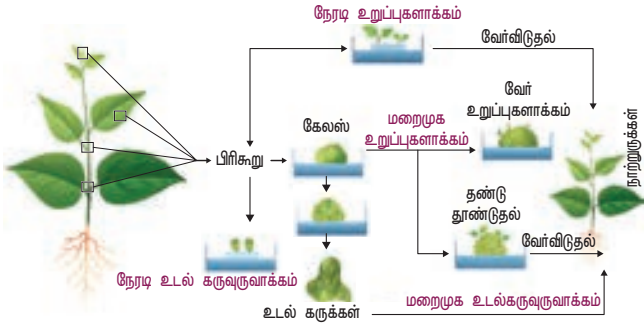 நேரடி உறுப்புகளாக்கம்
வேர்விடுதல்
கேலஸ்
மறைமுக
உறுப்புகளாக்கம்
வேர்
உறுப்புகளாக்கம்
பிரிகூறு
நாற்றுருக்கள்
தண்டு
தூண்டுதல்
வேர்விடுதல்
நேரடி உடல் கருவுருவாக்கம்
உடல் கருக்கள்
மறைமுக உடல்கருவுருவாக்கம்